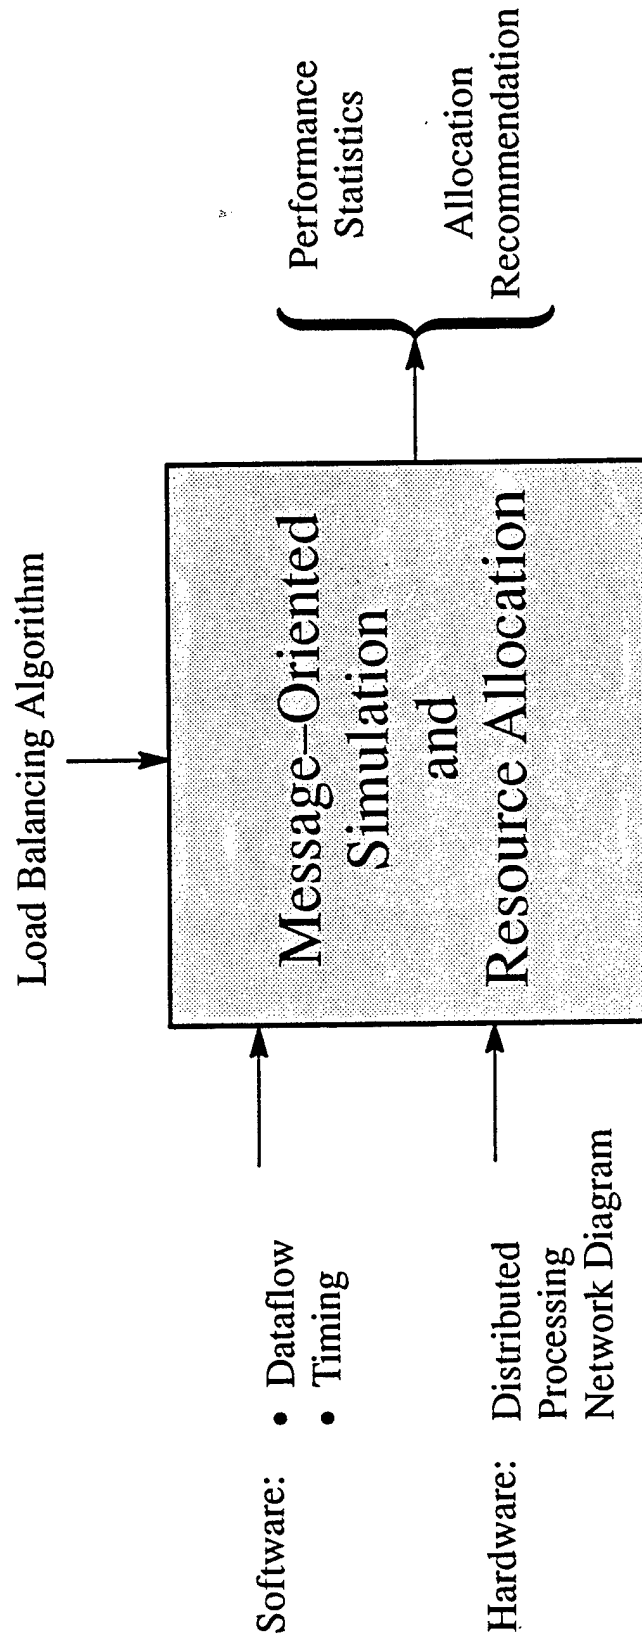 Load Balancing Algorithm
Software:
• Dataflow
• Timing
Hardware:
Distributed
Processing
Network Diagram
Message–Oriented
Simulation
and
Resource Allocation
Performance
Statistics
Allocation
Recommendation